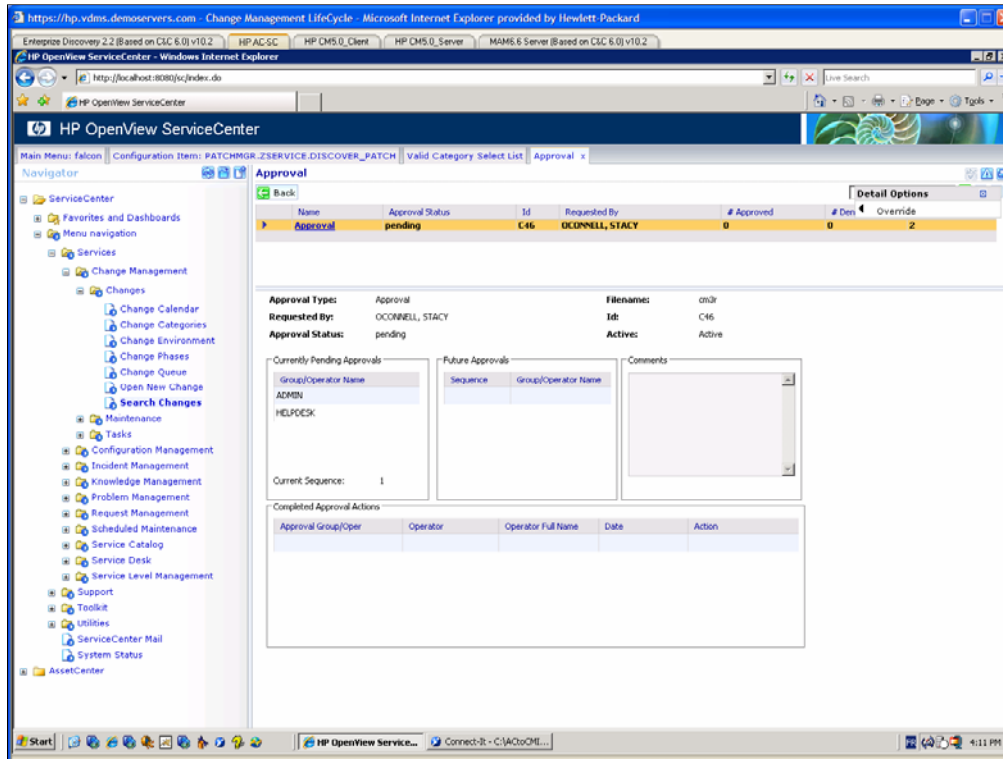 https://hp.vdms.demoservers.com - Change Management LifeCycle - Microsoft Internet Explorer provided by Hewlett-Packard
Enterprize Discovery 2.2 (Based on C&C 6.0) v10.2 HP AC-SC HP CM5.0_Client HP CM5.0_Server MAM6.6 Server (Based on C&C 6.0) v10.2
HP OpenView ServiceCenter - Windows Internet Explorer
http://localhost:8080/sc/index.do Live Search
HP OpenView ServiceCenter Page Tools
hp HP OpenView ServiceCenter
Main Menu: falcon Configuration Item: PATCHMGR.ZSERVICE.DISCOVER_PATCH Valid Category Select List Approval x
Navigator
ServiceCenter
Favorites and Dashboards
Menu navigation
Services
Change Management
Changes
Change Calendar
Change Categories
Change Environment
Change Phases
Change Queue
Open New Change
Search Changes
Maintenance
Tasks
Configuration Management
Incident Management
Knowledge Management
Problem Management
Request Management
Scheduled Maintenance
Service Catalog
Service Desk
Service Level Management
Support
Toolkit
Utilities
ServiceCenter Mail
System Status
AssetCenter
Approval
Back
Detail Options
Override
Name Approval Status Id Requested By # Approved # Den
Approval pending C46 OCONNELL, STACY 0 0 2
Approval Type: Approval Filename: cm3r
Requested By: OCONNELL, STACY Id: C46
Approval Status: pending Active: Active
Currently Pending Approvals
Group/Operator Name
ADMIN
HELPDESK
Current Sequence: 1
Future Approvals
Sequence Group/Operator Name
Comments
Completed Approval Actions
Approval Group/Oper Operator Operator Full Name Date Action
Start HP OpenView Service... Connect-It - C:\ACtoCMI... 4:11 PM